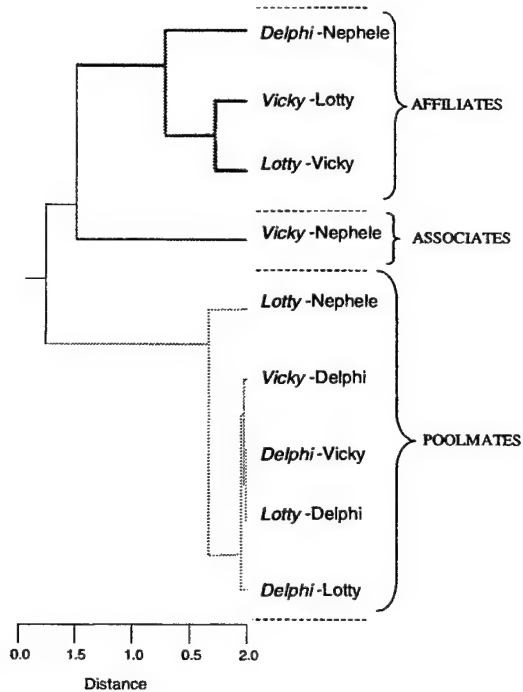 Delphi -Nephele
Vicky -Lotty
AFFILIATES
Lotty -Vicky
Vicky -Nephele
ASSOCIATES
Lotty -Nephele
Vicky -Delphi
Delphi -Vicky
POOLMATES
Lotty -Delphi
Delphi -Lotty
0.0 1.5 1.0 0.5 2.0
Distance